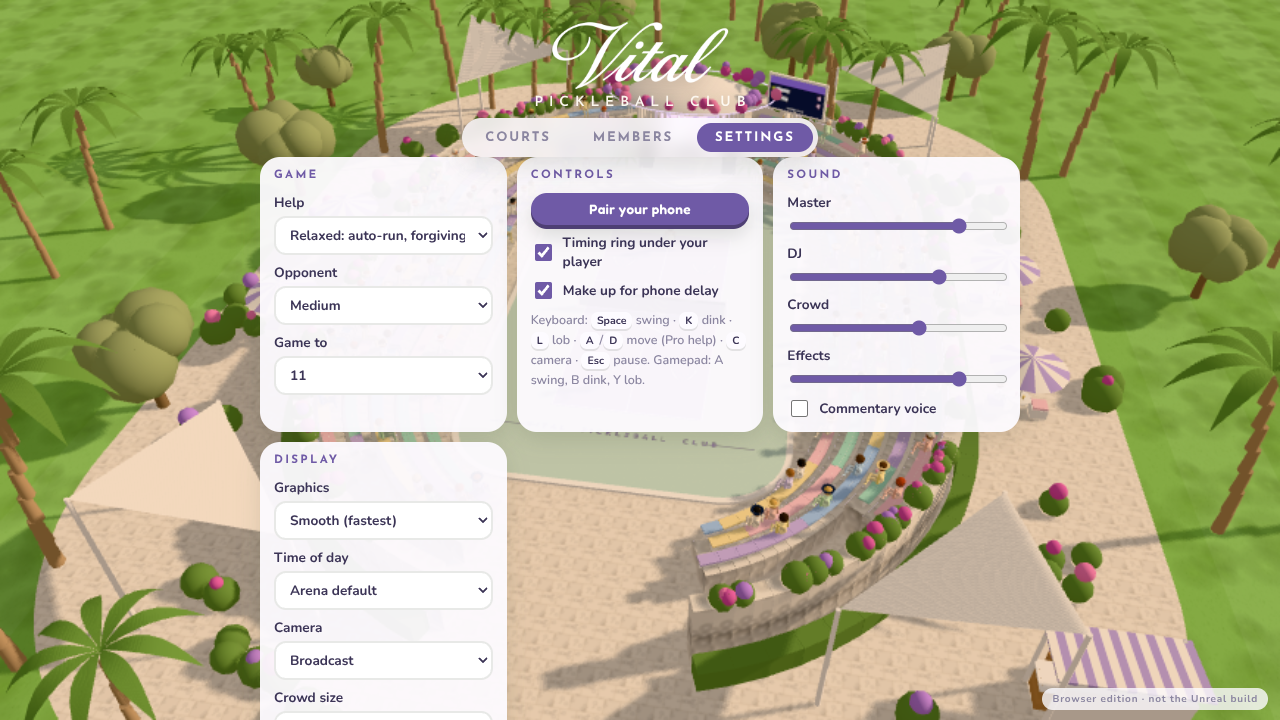 Vital
PICKLEBALL CLUB
COURTS MEMBERS SETTINGS
GAME
Help
Relaxed: auto-run, forgiving
Opponent
Medium
Game to
11
CONTROLS
Pair your phone
Timing ring under your
player
Make up for phone delay
Keyboard: Space swing · K dink ·
L lob · A / D move (Pro help) · C
camera · Esc pause. Gamepad: A
swing, B dink, Y lob.
SOUND
Master
DJ
Crowd
Effects
Commentary voice
DISPLAY
Graphics
Smooth (fastest)
Time of day
Arena default
Camera
Broadcast
Crowd size
PICKLEBALL CLUB
Browser edition · not the Unreal build